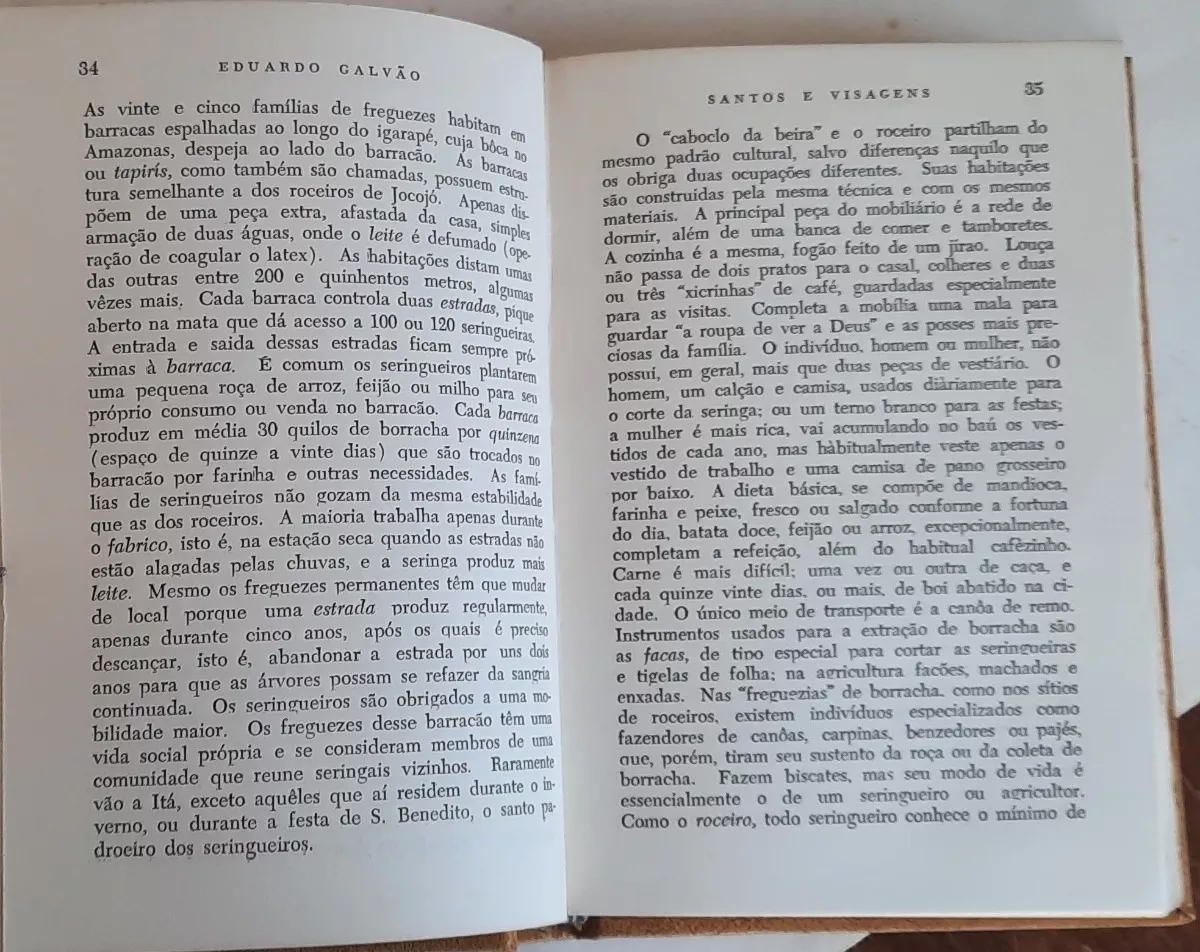 34
EDUARDO GALVÃO
As vinte e cinco famílias de freguezes habitam em
barracas espalhadas ao longo do igarapé, cuja bôca no
Amazonas, despeja ao lado do barracão. As barracas
ou tapirís, como também são chamadas, possuem estru-
tura semelhante a dos roceiros de Jocojó. Apenas dis-
põem de uma peça extra, afastada da casa, simples
armação de duas águas, onde o leite é defumado (ope-
ração de coagular o latex). As habitações distam umas
das outras entre 200 e quinhentos metros, algumas
vêzes mais. Cada barraca controla duas estradas, pique
aberto na mata que dá acesso a 100 ou 120 seringueiras.
A entrada e saida dessas estradas ficam sempre pró-
ximas à barraca. É comum os seringueiros plantarem
uma pequena roça de arroz, feijão ou milho para seu
próprio consumo ou venda no barracão. Cada barraca
produz em média 30 quilos de borracha por quinzena
(espaço de quinze a vinte dias) que são trocados no
barracão por farinha e outras necessidades. As famí-
lias de seringueiros não gozam da mesma estabilidade
que as dos roceiros. A maioria trabalha apenas durante
o fabrico, isto é, na estação seca quando as estradas não
estão alagadas pelas chuvas, e a seringa produz mais
leite. Mesmo os freguezes permanentes têm que mudar
de local porque uma estrada produz regularmente,
apenas durante cinco anos, após os quais é preciso
descançar, isto é, abandonar a estrada por uns dois
anos para que as árvores possam se refazer da sangria
continuada. Os seringueiros são obrigados a uma mo-
bilidade maior. Os freguezes desse barracão têm uma
vida social própria e se consideram membros de uma
comunidade que reune seringais vizinhos. Raramente
vão a Itá, exceto aquêles que aí residem durante o in-
verno, ou durante a festa de S. Benedito, o santo pa-
droeiro dos seringueiros.
SANTOS E VISAGENS
35
O "caboclo da beira" e o roceiro partilham do
mesmo padrão cultural, salvo diferenças naquilo que
os obriga duas ocupações diferentes. Suas habitações
são construidas pela mesma técnica e com os mesmos
materiais. A principal peça do mobiliário é a rede de
dormir, além de uma banca de comer e tamboretes.
A cozinha é a mesma, fogão feito de um jirao. Louça
não passa de dois pratos para o casal, colheres e duas
ou três "xicrinhas" de café, guardadas especialmente
para as visitas. Completa a mobília uma mala para
guardar "a roupa de ver a Deus" e as posses mais pre-
ciosas da família. O indivíduo, homem ou mulher, não
possui, em geral, mais que duas peças de vestiário. O
homem, um calção e camisa, usados diàriamente para
o corte da seringa; ou um terno branco para as festas;
a mulher é mais rica, vai acumulando no baú os ves-
tidos de cada ano, mas hàbitualmente veste apenas o
vestido de trabalho e uma camisa de pano grosseiro
por baixo. A dieta básica, se compõe de mandioca,
farinha e peixe, fresco ou salgado conforme a fortuna
do dia, batata doce, feijão ou arroz, excepcionalmente,
completam a refeição, além do habitual cafèzinho.
Carne é mais difícil; uma vez ou outra de caça, e
cada quinze vinte dias, ou mais, de boi abatido na ci-
dade. O único meio de transporte é a canôa de remo.
Instrumentos usados para a extração de borracha são
as facas, de tipo especial para cortar as seringueiras
e tigelas de folha; na agricultura facões, machados e
enxadas. Nas "freguezias" de borracha, como nos sítios
de roceiros, existem indivíduos especializados como
fazendores de canôas, carpinas, benzedores ou pajés,
que, porém, tiram seu sustento da roça ou da coleta de
borracha. Fazem biscates, mas seu modo de vida é
essencialmente o de um seringueiro ou agricultor.
Como o roceiro, todo seringueiro conhece o mínimo de